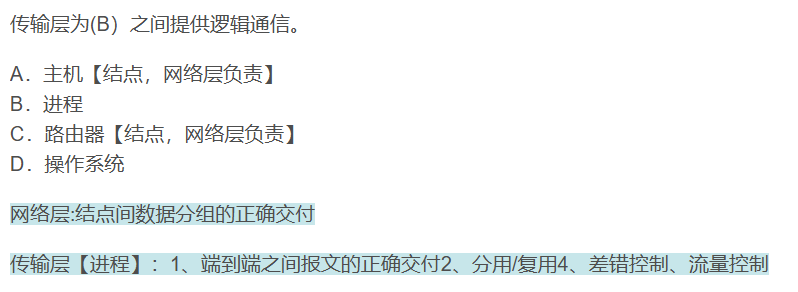 传输层为(B）之间提供逻辑通信。
A．主机【结点，网络层负责】
B．进程
C．路由器【结点，网络层负责】
D．操作系统
网络层:结点间数据分组的正确交付
传输层【进程】：1、端到端之间报文的正确交付2、分用/复用4、差错控制、流量控制